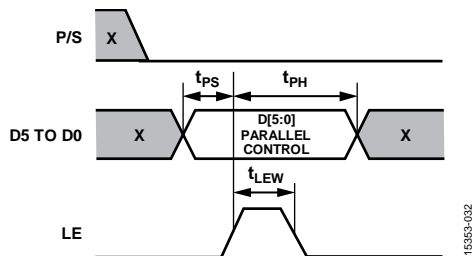 P/S
X
tPS
tPH
D5 TO D0
X
D[5:0]
PARALLEL
CONTROL
X
tLEW
LE
15353-032